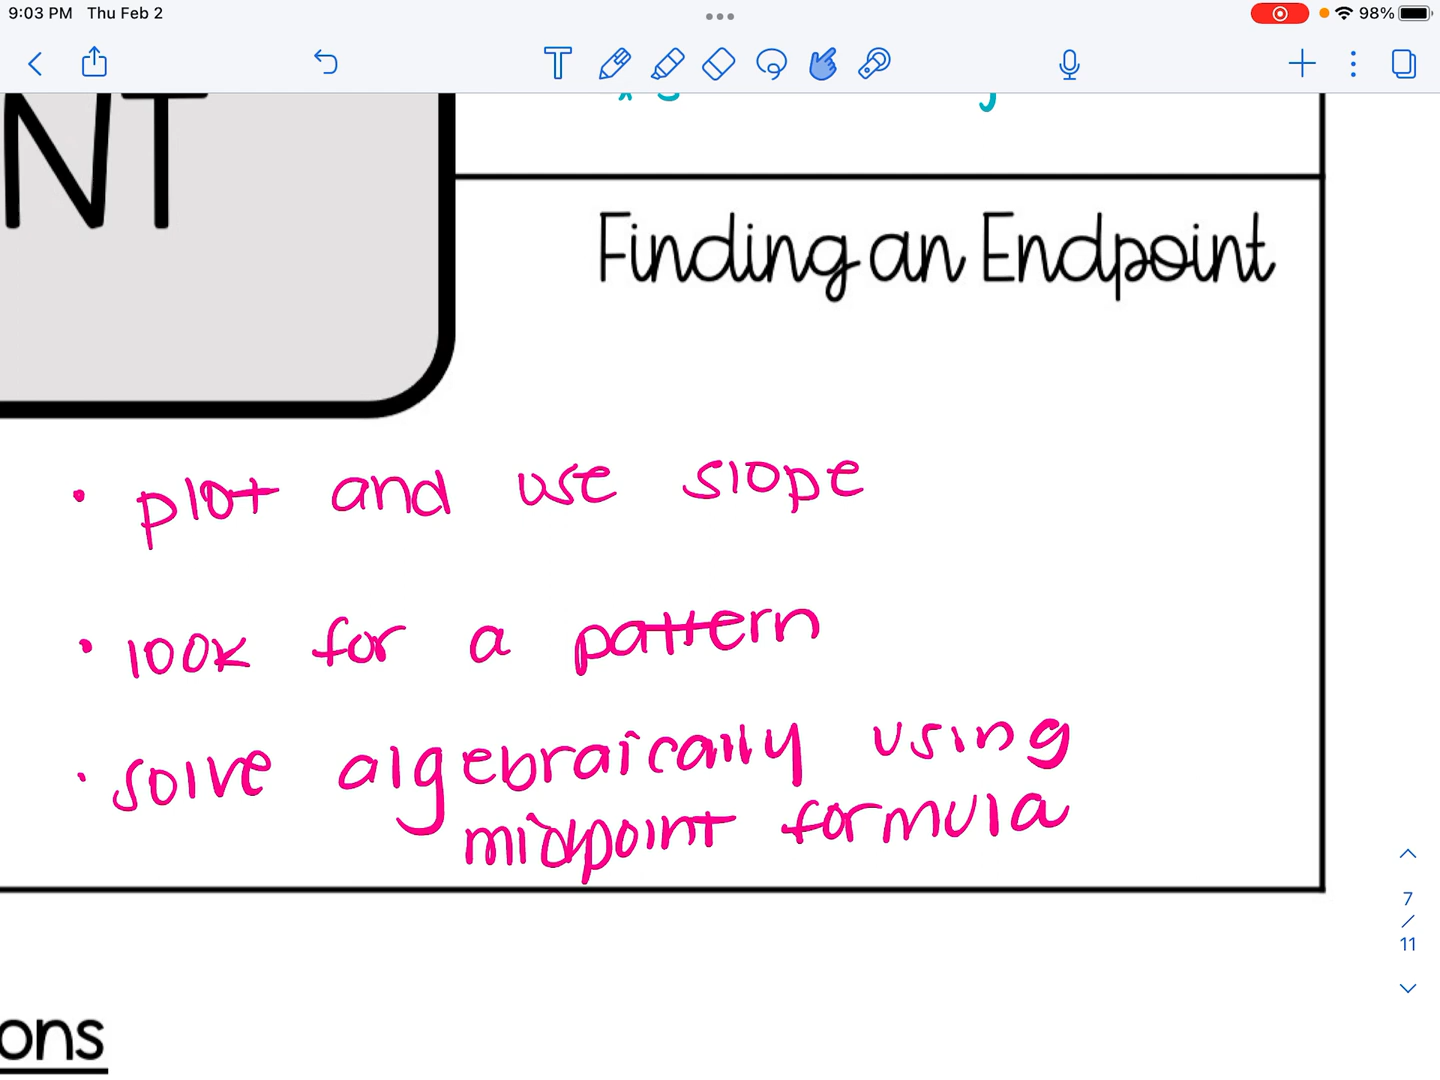 9:03 PM Thu Feb 2
98%
NT
Finding an Endpoint
• plot and use slope
• look for a pattern
• solve algebraically using
midpoint formula
7
/
11
ons